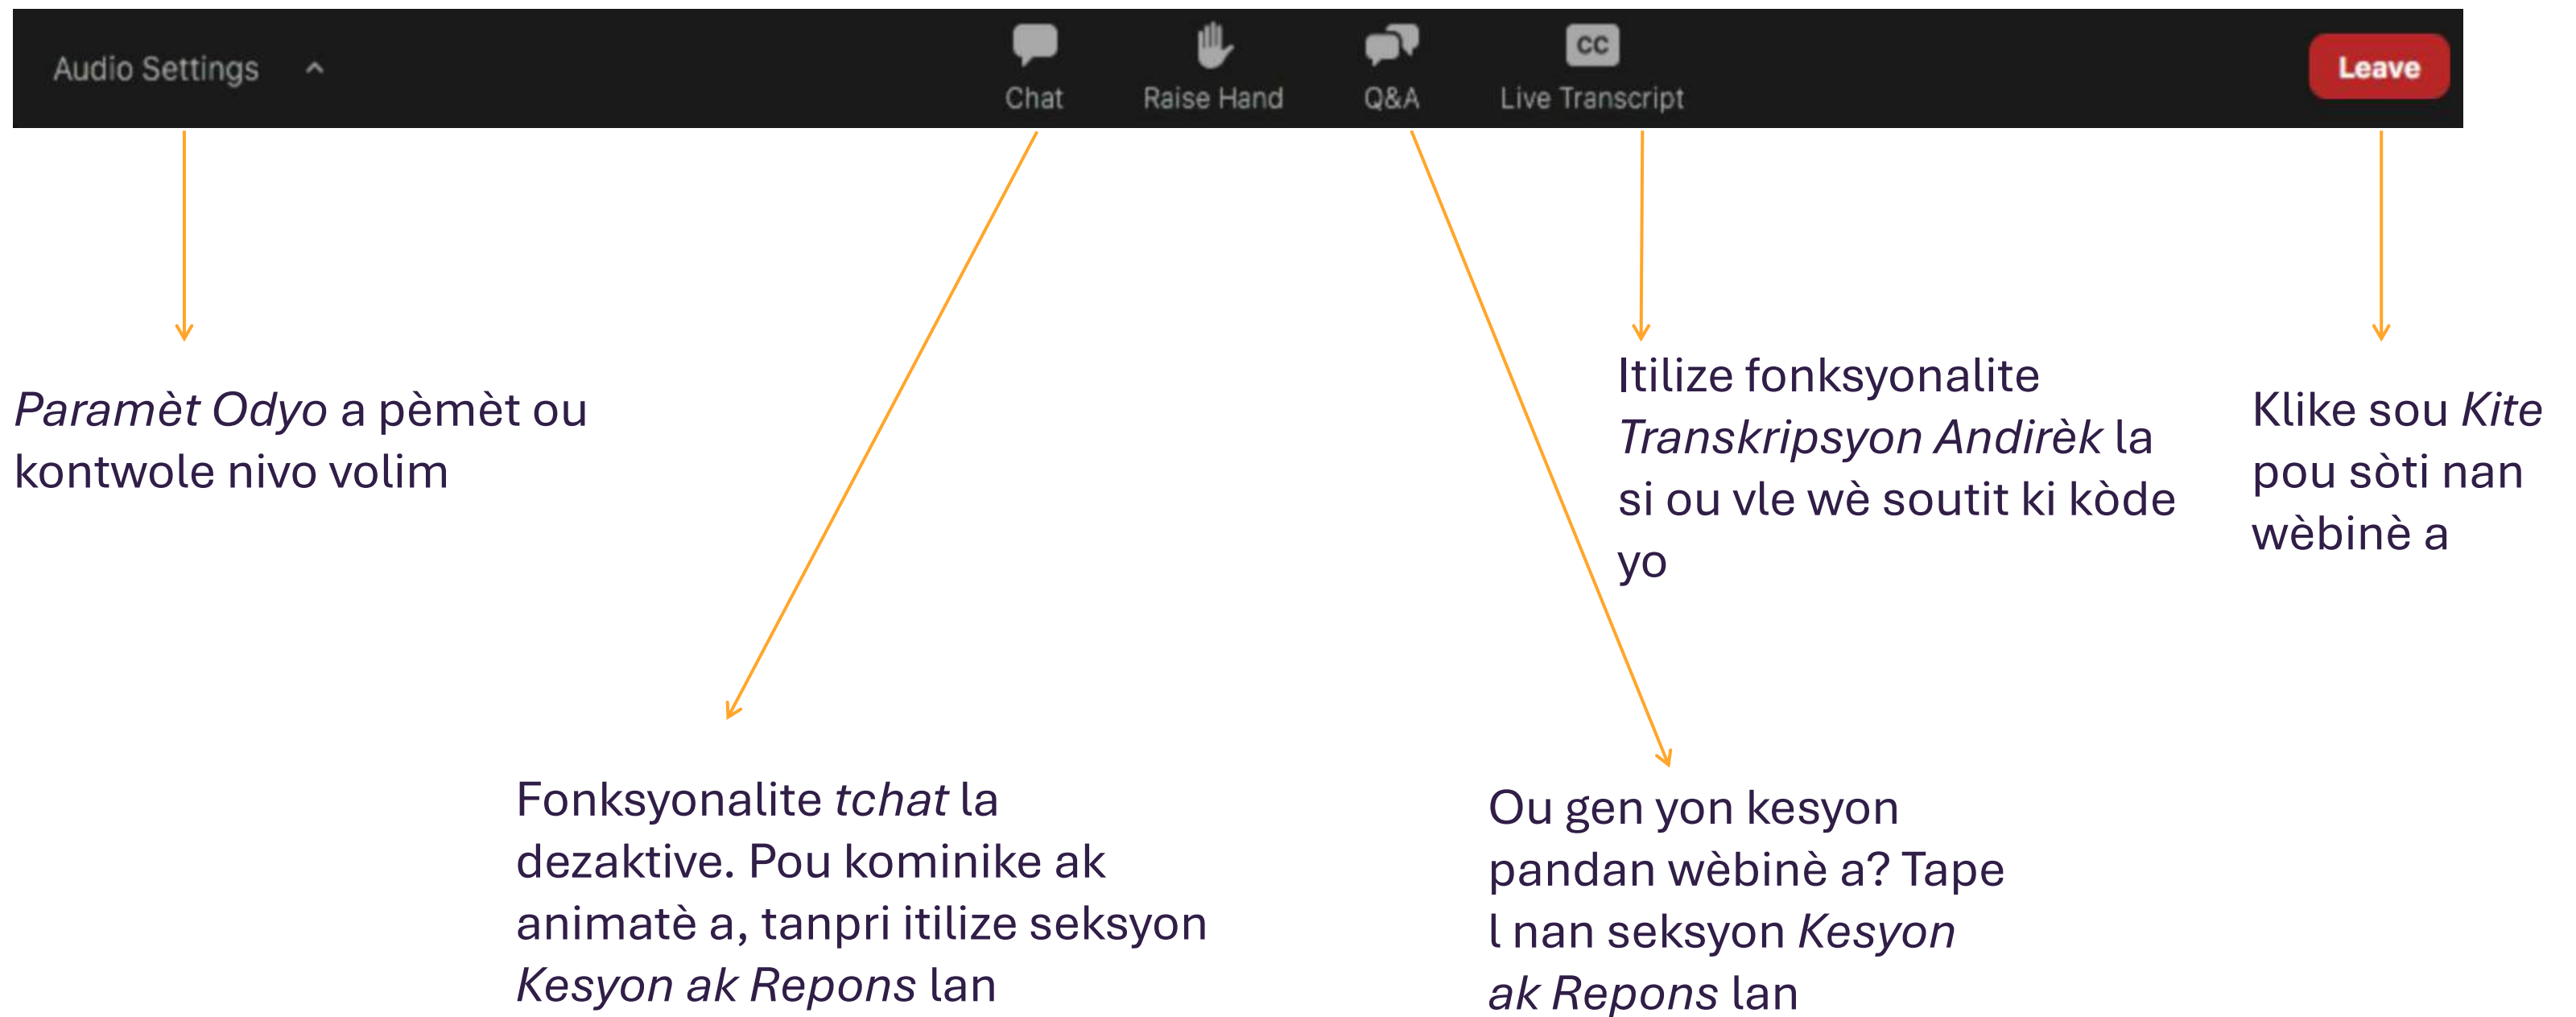 Audio Settings
Chat
Raise Hand
Q&A
CC
Live Transcript
Leave
Paramèt Odyo a pèmèt ou
kontwole nivo volim
Fonksyonalite tchat la
dezaktive. Pou kominike ak
animatè a, tanpri itilize seksyon
Kesyon ak Repons lan
Ou gen yon kesyon
pandan wèbinè a? Tape
l nan seksyon Kesyon
ak Repons lan
Itilize fonksyonalite
Transkripsyon Andirèk la
si ou vle wè soutit ki kòde
yo
Klike sou Kite
pou sòti nan
wèbinè a